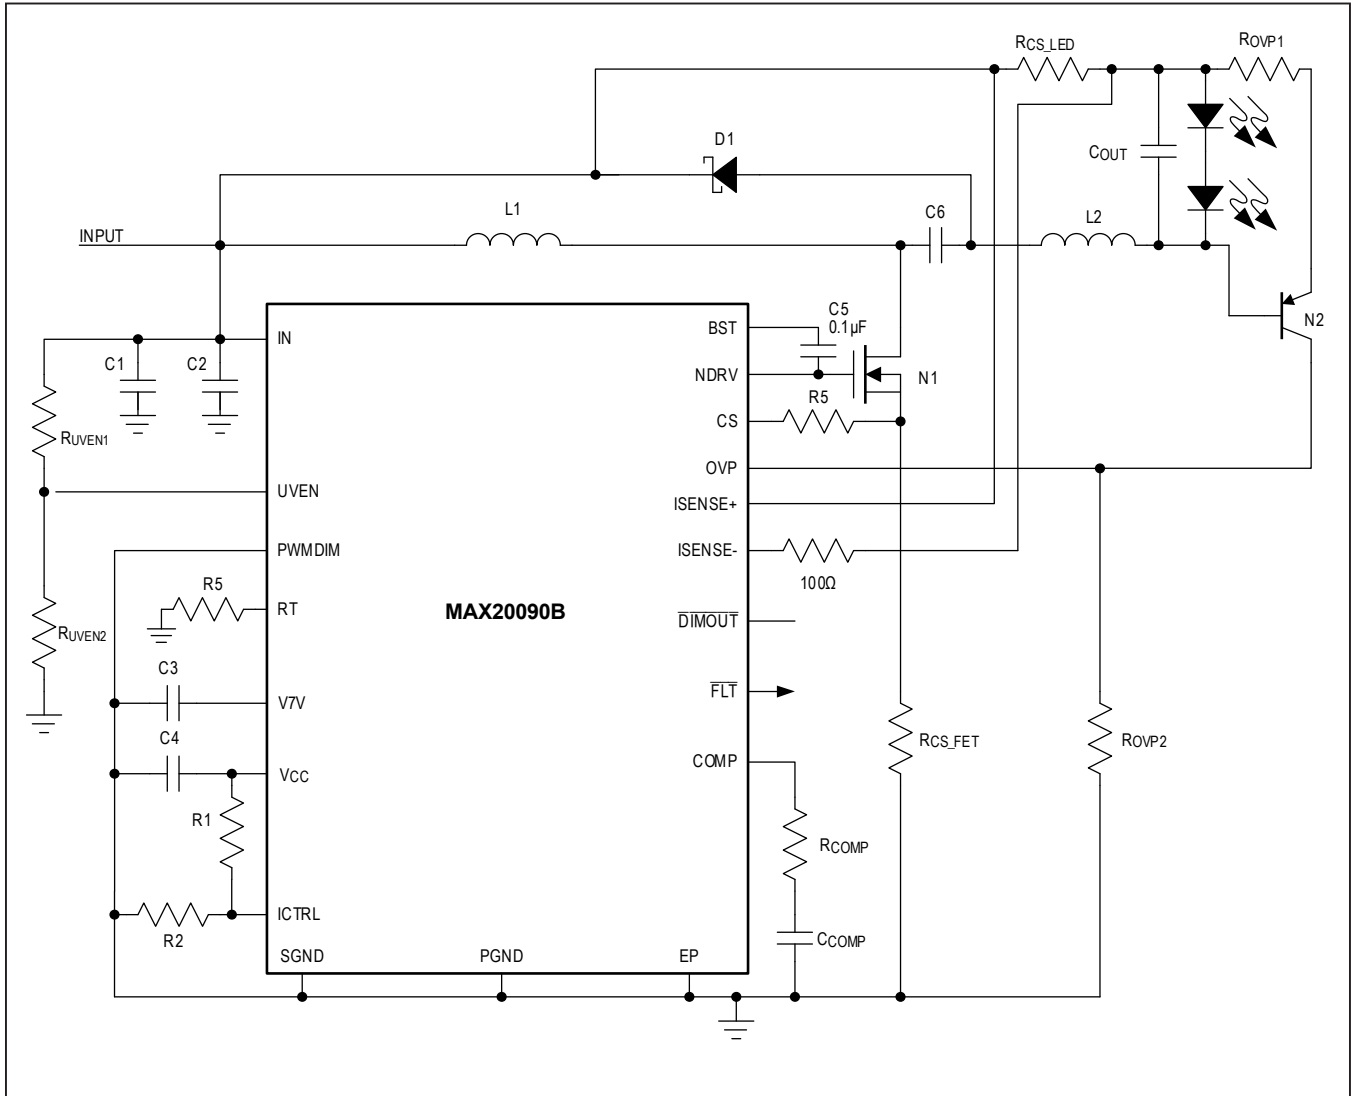 RCS_LED
ROVP1
D1
COUT
L1
C6
L2
INPUT
C5
0.1µF
BST
N2
IN
C1
C2
NDRV
N1
R5
CS
RUVEN1
OVP
UVEN
ISENSE+
PWMDIM
ISENSE-
100Ω
R5
RT
MAX20090B
DIMOUT
RUVEN2
C3
V7V
FLT
C4
RCS_FET
ROVP2
VCC
COMP
R1
RCOMP
ICTRL
R2
CCOMP
SGND
PGND
EP